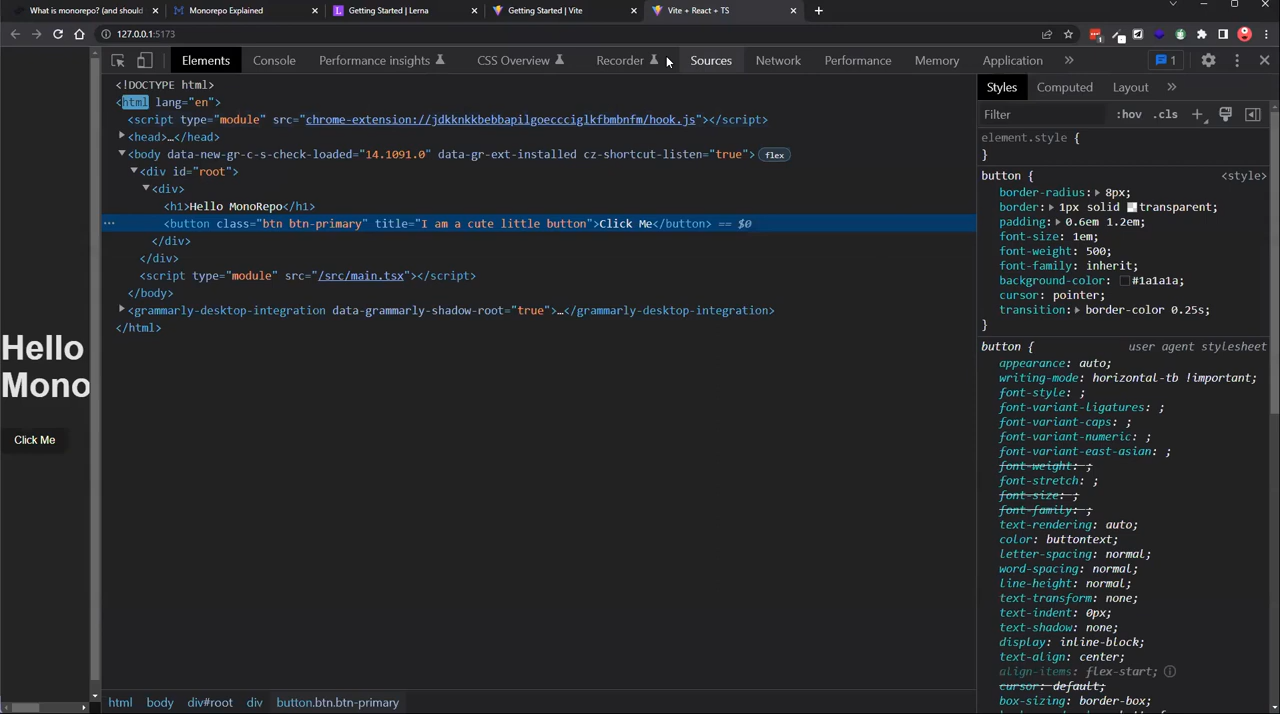 What is monorepo? (and should
Monorepo Explained
Getting Started | Lerna
Getting Started | Vite
Vite + React + TS
127.0.0.1:5173
Elements
Console
Performance insights
CSS Overview
Recorder
Sources
Network
Performance
Memory
Application
1
<!DOCTYPE html>
<html lang="en">
<script type="module" src="chrome-extension://jdkknkkbebbapilgoeccciglkfbmbnfm/hook.js"></script>
<head>…</head>
<body data-new-gr-c-s-check-loaded="14.1091.0" data-gr-ext-installed cz-shortcut-listen="true"> flex
<div id="root">
<div>
<h1>Hello MonoRepo</h1>
<button class="btn btn-primary" title="I am a cute little button">Click Me</button> == $0
</div>
</div>
<script type="module" src="/src/main.tsx"></script>
</body>
<grammarly-desktop-integration data-grammarly-shadow-root="true">…</grammarly-desktop-integration>
</html>
Hello
Mono
Click Me
html body div#root div button.btn.btn-primary
Styles Computed Layout
Filter :hov .cls +
element.style {
}
button { <style>
border-radius: 8px;
border: 1px solid transparent;
padding: 0.6em 1.2em;
font-size: 1em;
font-weight: 500;
font-family: inherit;
background-color: #1a1a1a;
cursor: pointer;
transition: border-color 0.25s;
}
button { user agent stylesheet
appearance: auto;
writing-mode: horizontal-tb !important;
font-style: ;
font-variant-ligatures: ;
font-variant-caps: ;
font-variant-numeric: ;
font-variant-east-asian: ;
font-weight: ;
font-stretch: ;
font-size: ;
font-family: ;
text-rendering: auto;
color: buttontext;
letter-spacing: normal;
word-spacing: normal;
line-height: normal;
text-transform: none;
text-indent: 0px;
text-shadow: none;
display: inline-block;
text-align: center;
align-items: flex-start;
cursor: default;
box-sizing: border-box;